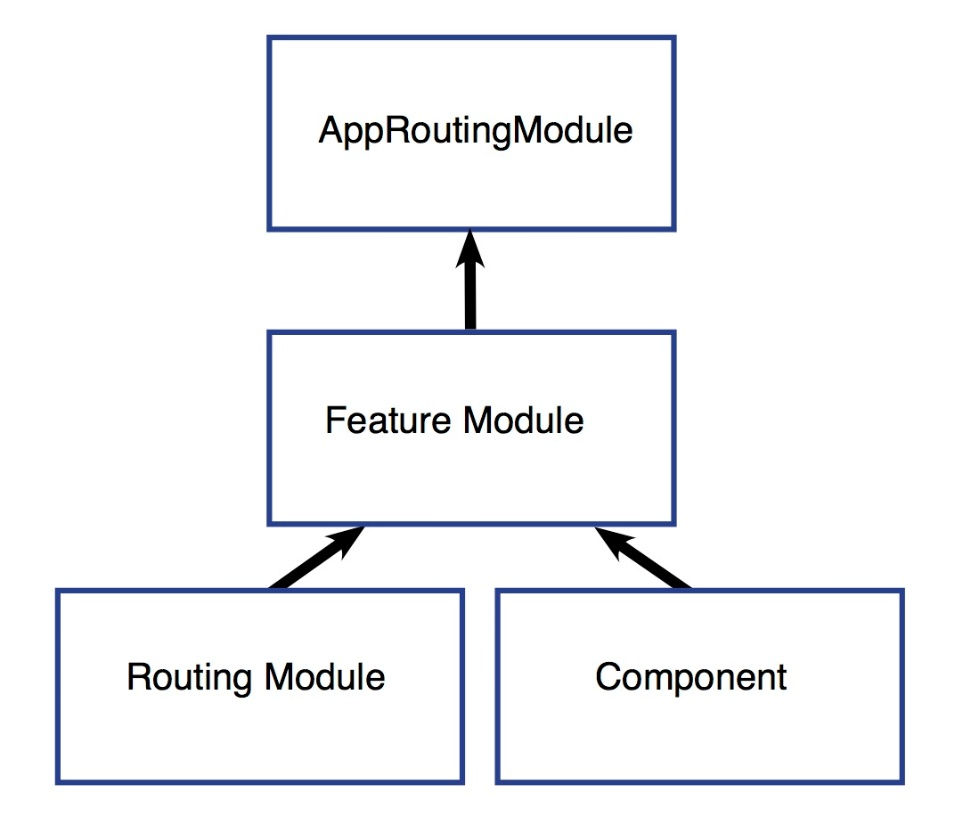 AppRoutingModule
Feature Module
Routing Module
Component